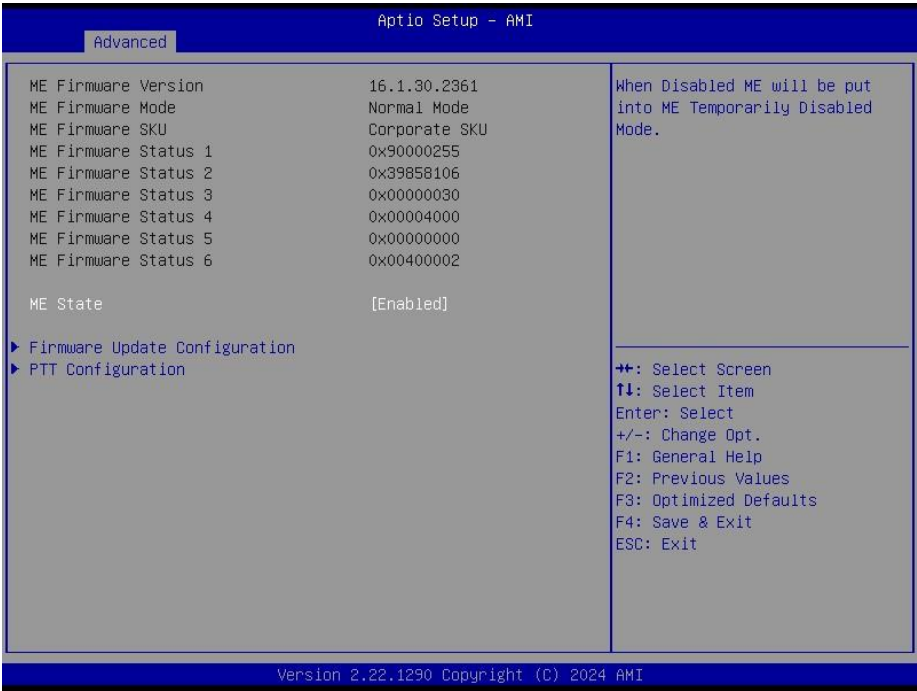 Aptio Setup - AMI
Advanced
ME Firmware Version 16.1.30.2361
ME Firmware Mode Normal Mode
ME Firmware SKU Corporate SKU
ME Firmware Status 1 0x90000255
ME Firmware Status 2 0x39858106
ME Firmware Status 3 0x00000030
ME Firmware Status 4 0x00004000
ME Firmware Status 5 0x00000000
ME Firmware Status 6 0x00400002
ME State [Enabled]
Firmware Update Configuration
PTT Configuration
When Disabled ME will be put
into ME Temporarily Disabled
Mode.
→←: Select Screen
↑↓: Select Item
Enter: Select
+/-: Change Opt.
F1: General Help
F2: Previous Values
F3: Optimized Defaults
F4: Save & Exit
ESC: Exit
Version 2.22.1290 Copyright (C) 2024 AMI